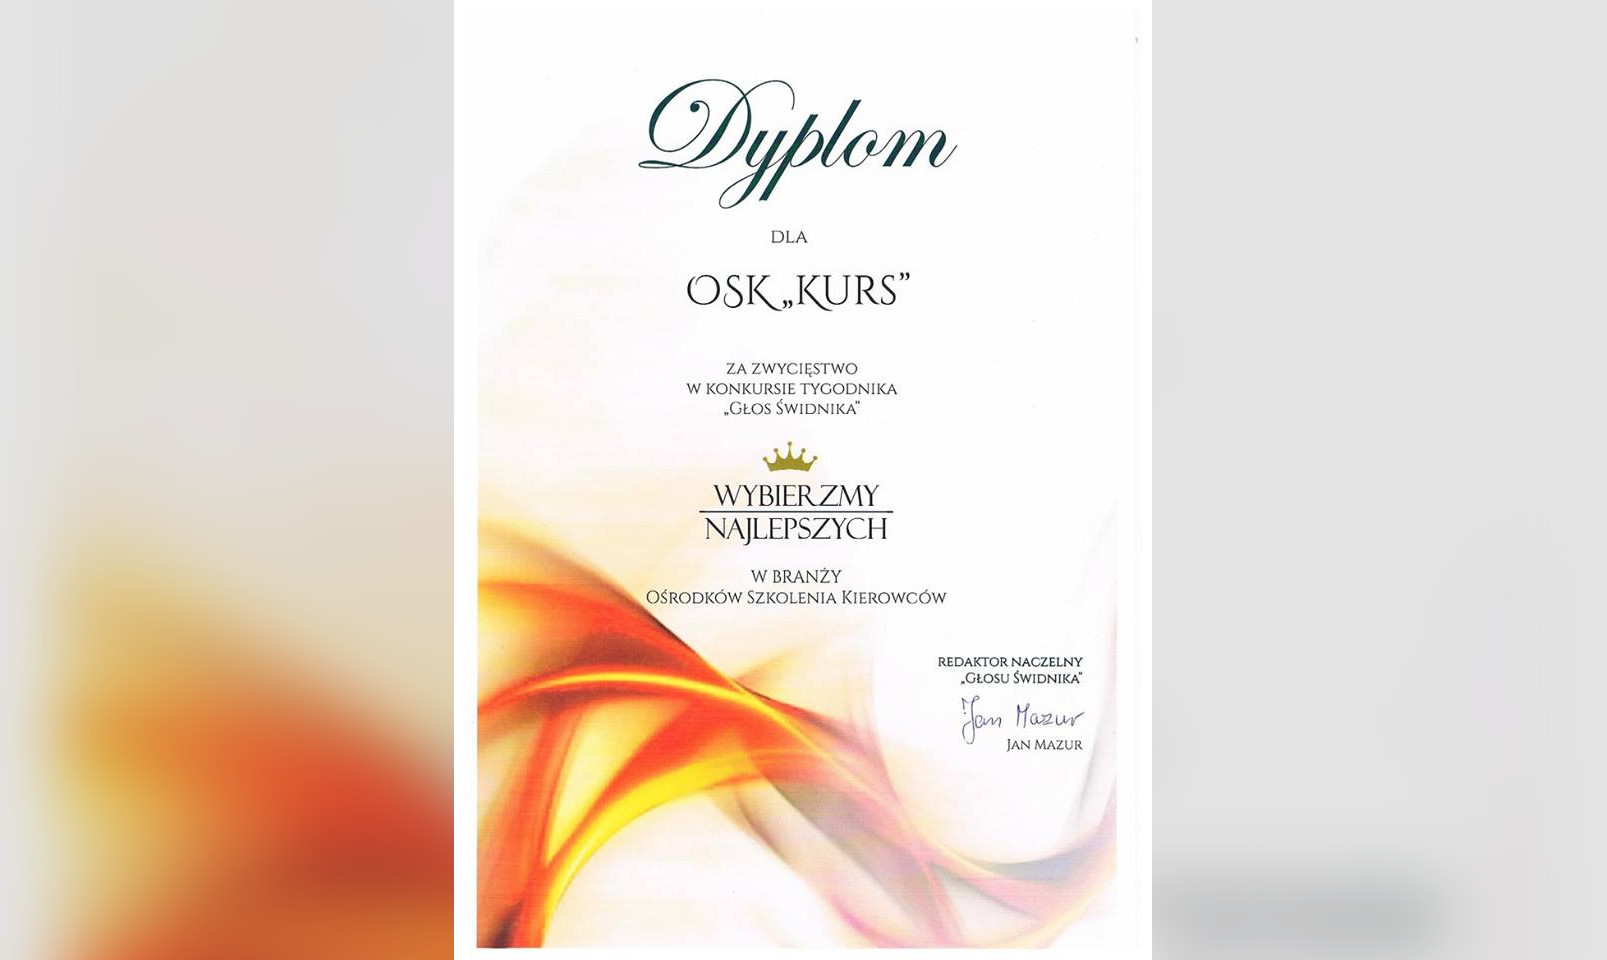 Dyplom
DLA
OSK „KURS”
ZA ZWYCIĘSTWO
W KONKURSIE TYGODNIKA
„GŁOS ŚWIDNIKA”
WYBIERZMY
NAJLEPSZYCH
W BRANŻY
OŚRODKÓW SZKOLENIA KIEROWCÓW
REDAKTOR NACZELNY
„GŁOSU ŚWIDNIKA”
Jan Mazur
JAN MAZUR